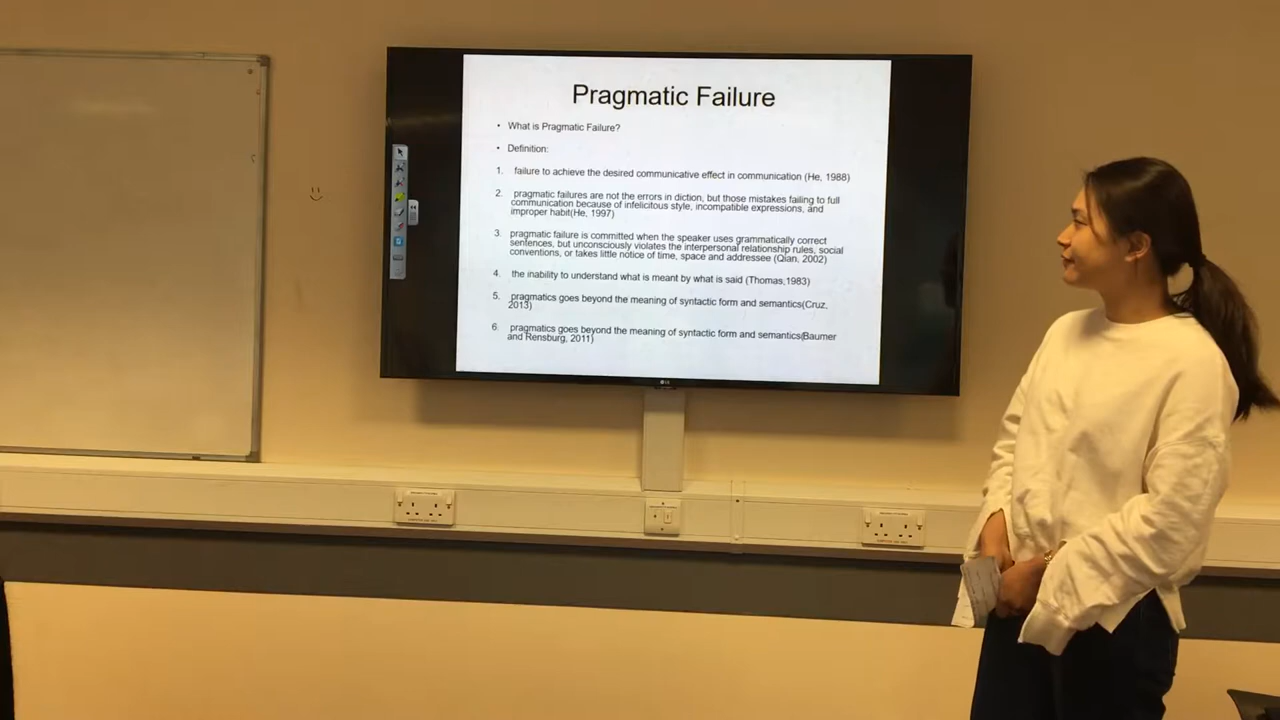 Pragmatic Failure
• What is Pragmatic Failure?
• Definition:
1. failure to achieve the desired communicative effect in communication (He, 1988)
2. pragmatic failures are not the errors in diction, but those mistakes failing to full
communication because of infelicitous style, incompatible expressions, and
improper habit(He, 1997)
3. pragmatic failure is committed when the speaker uses grammatically correct
sentences, but unconsciously violates the interpersonal relationship rules, social
conventions, or takes little notice of time, space and addressee (Qian, 2002)
4. the inability to understand what is meant by what is said (Thomas,1983)
5. pragmatics goes beyond the meaning of syntactic form and semantics(Cruz,
2013)
6. pragmatics goes beyond the meaning of syntactic form and semantics(Baumer
and Rensburg, 2011)
LG